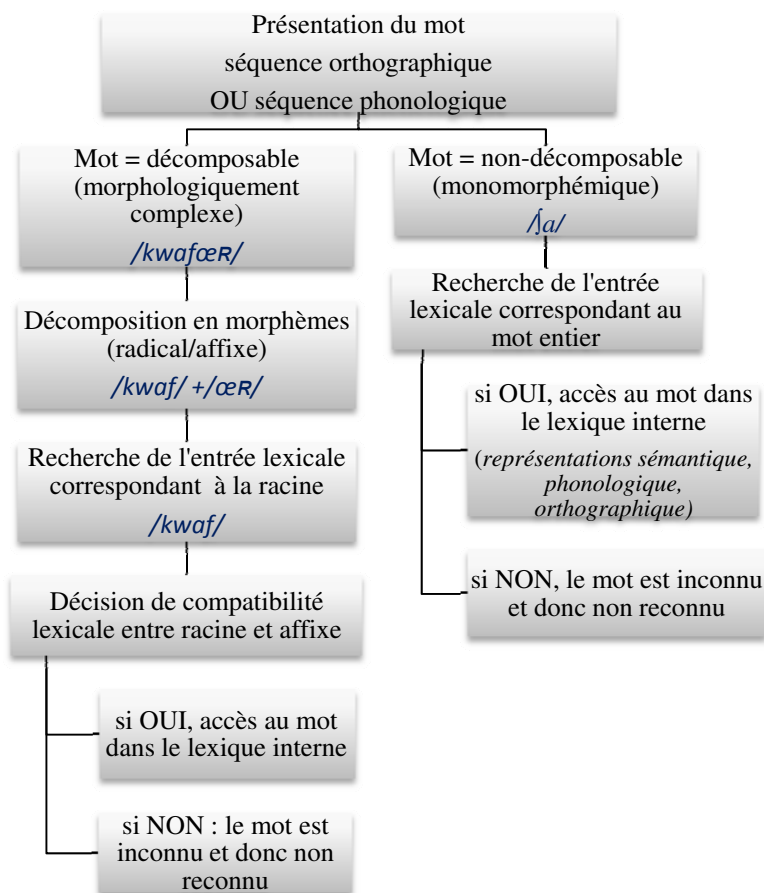 Présentation du mot
séquence orthographique
OU séquence phonologique
Mot = décomposable
(morphologiquement
complexe)
/kwafœʀ/
Décomposition en morphèmes
(radical/affixe)
/kwaf/ +/œʀ/
Recherche de l'entrée lexicale
correspondant à la racine
/kwaf/
Décision de compatibilité
lexicale entre racine et affixe
si OUI, accès au mot
dans le lexique interne
si NON : le mot est
inconnu et donc non
reconnu
Mot = non-décomposable
(monomorphémique)
/∫a/
Recherche de l'entrée
lexicale correspondant au
mot entier
si OUI, accès au mot dans
le lexique interne
(représentations sémantique,
phonologique,
orthographique)
si NON, le mot est inconnu
et donc non reconnu